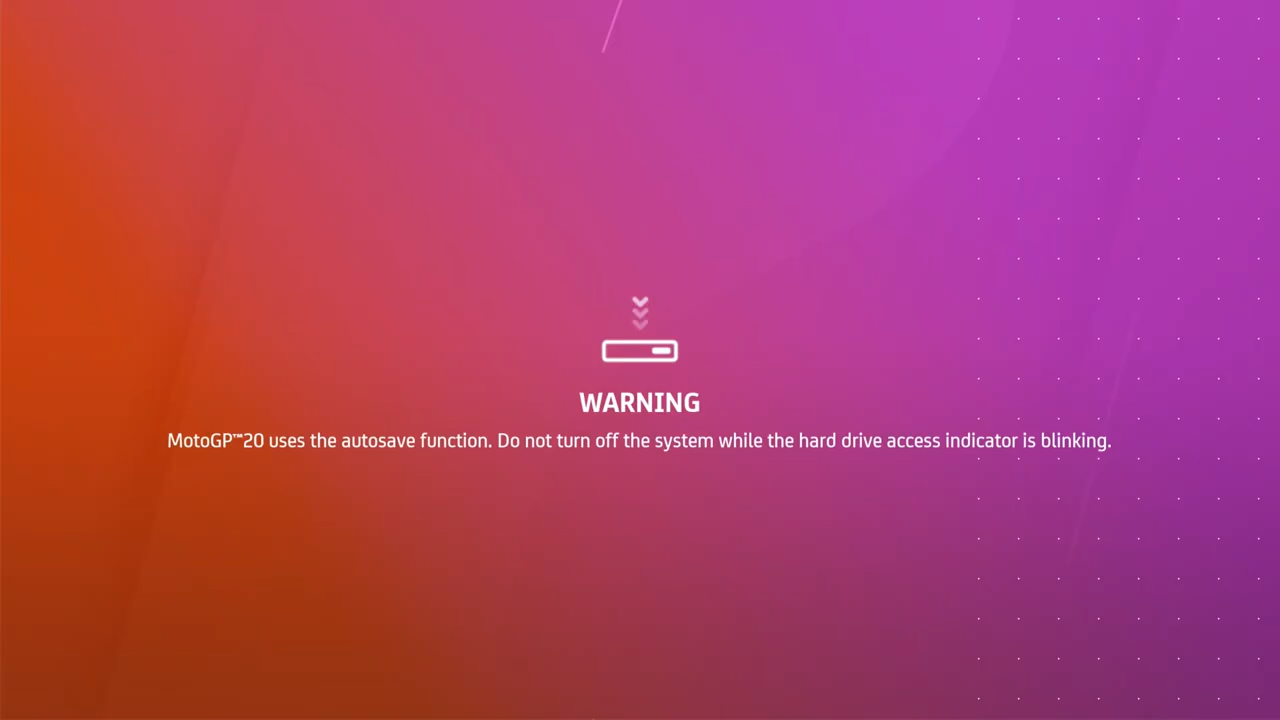 WARNING
MotoGP™20 uses the autosave function. Do not turn off the system while the hard drive access indicator is blinking.